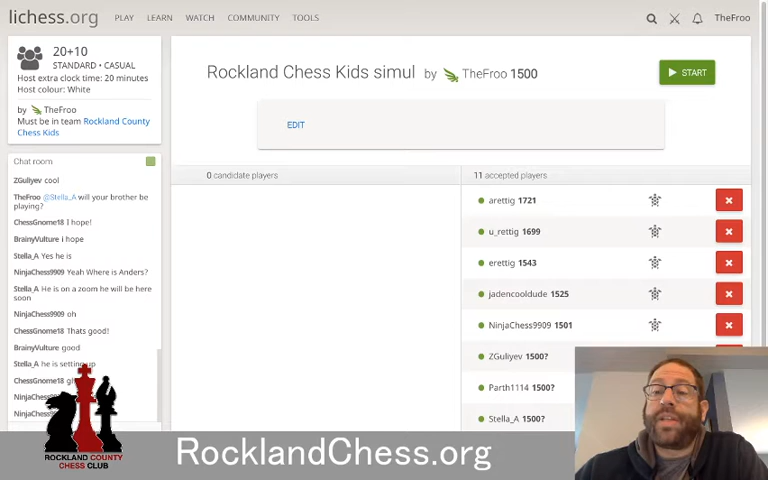 lichess.org PLAY LEARN WATCH COMMUNITY TOOLS TheFroo
20+10
STANDARD • CASUAL
Host extra clock time: 20 minutes
Host colour: White
by TheFroo
Must be in team Rockland County
Chess Kids
Chat room
ZGuliyev cool
TheFroo @Stella_A will your brother be
playing?
ChessGnome18 I hope!
BrainyVulture i hope
Stella_A Yes he is
NinjaChess9909 Yeah Where is Anders?
Stella_A He is on a zoom he will be here
soon
NinjaChess9909 oh
ChessGnome18 Thats good!
BrainyVulture good
Stella_A he is setting up
ROCKLAND COUNTY
CHESS CLUB
Rockland Chess Kids simul by TheFroo 1500
START
EDIT
0 candidate players
11 accepted players
arettig 1721
u_rettig 1699
erettig 1543
jadencooldude 1525
NinjaChess9909 1501
ZGuliyev 1500?
Parth1114 1500?
Stella_A 1500?
RocklandChess.org